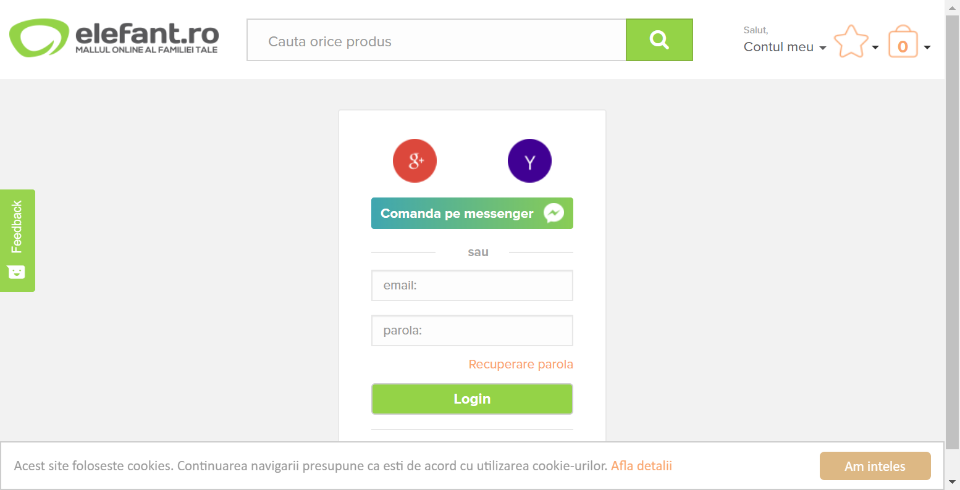 elefant.ro
MALLUL ONLINE AL FAMILIEI TALE
Cauta orice produs
Salut,
Contul meu
0
g+
Y
Feedback
Comanda pe messenger
sau
email:
parola:
Recuperare parola
Login
Acest site foloseste cookies. Continuarea navigarii presupune ca esti de acord cu utilizarea cookie-urilor. Afla detalii
Am inteles